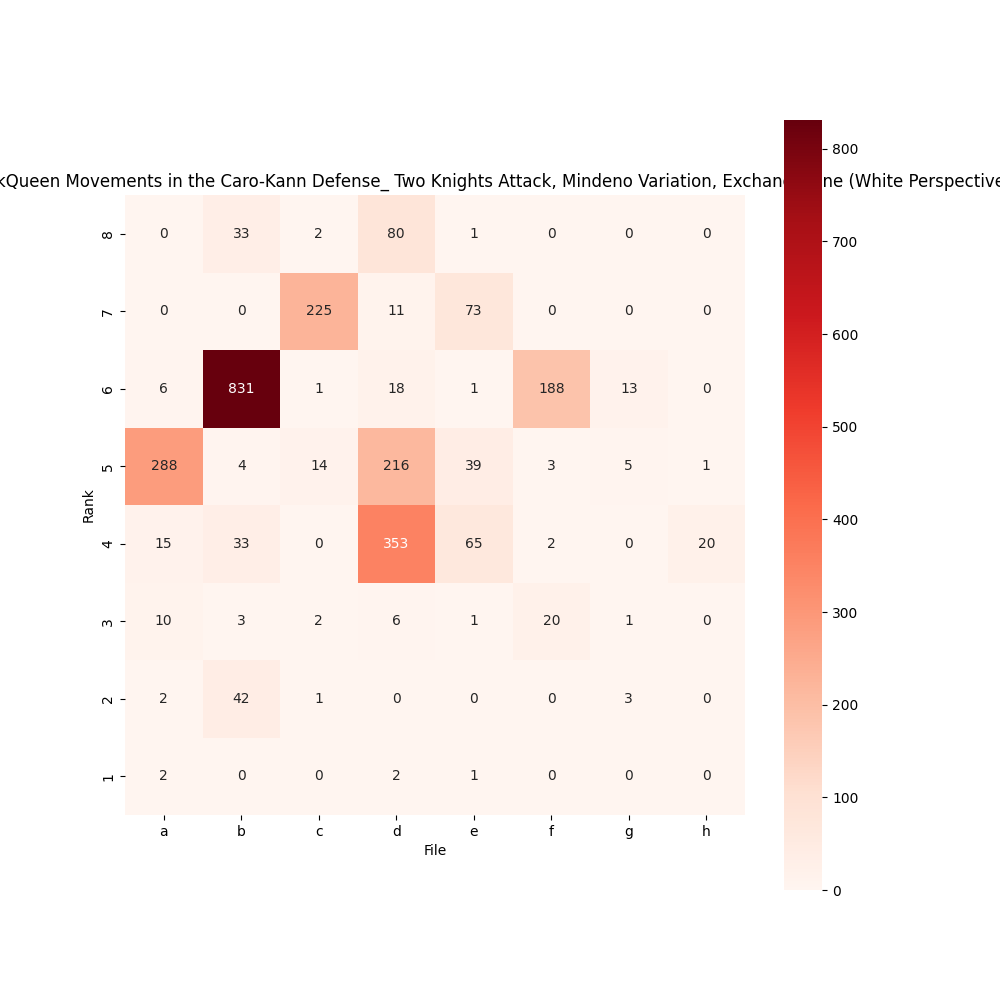 Queen Movements in the Caro-Kann Defense_ Two Knights Attack, Mindeno Variation, (White Perspective
8 0 33 2 80 1 0 0 0
7 0 0 225 11 73 0 0 0
6 6 831 1 18 1 188 13 0
5 288 4 14 216 39 3 5 1
4 15 33 0 353 65 2 0 20
3 10 3 2 6 1 20 1 0
2 2 42 1 0 0 0 3 0
1 2 0 0 2 1 0 0 0
a b c d e f g h
File
Rank
800
700
600
500
400
300
200
100
0